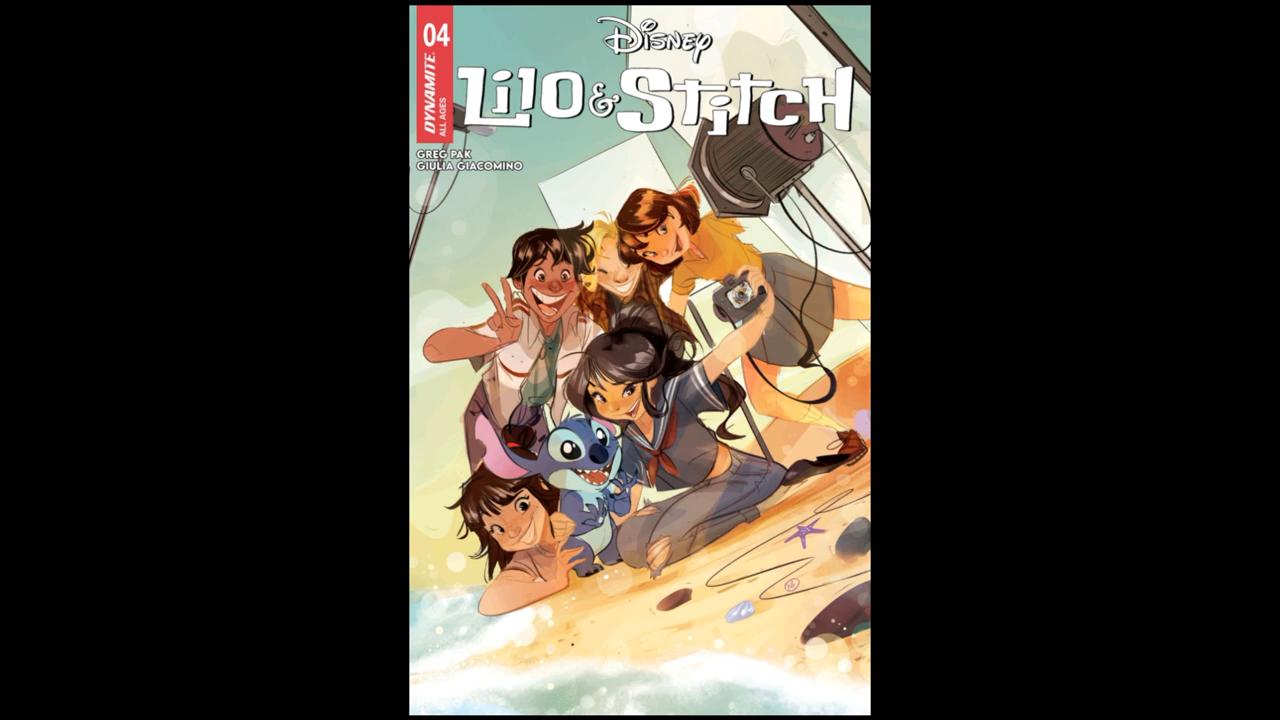 04
DYNAMITE.
ALL AGES
DISNEY
LILO & STITCH
GREG PAK
GIULIA GIACOMINO